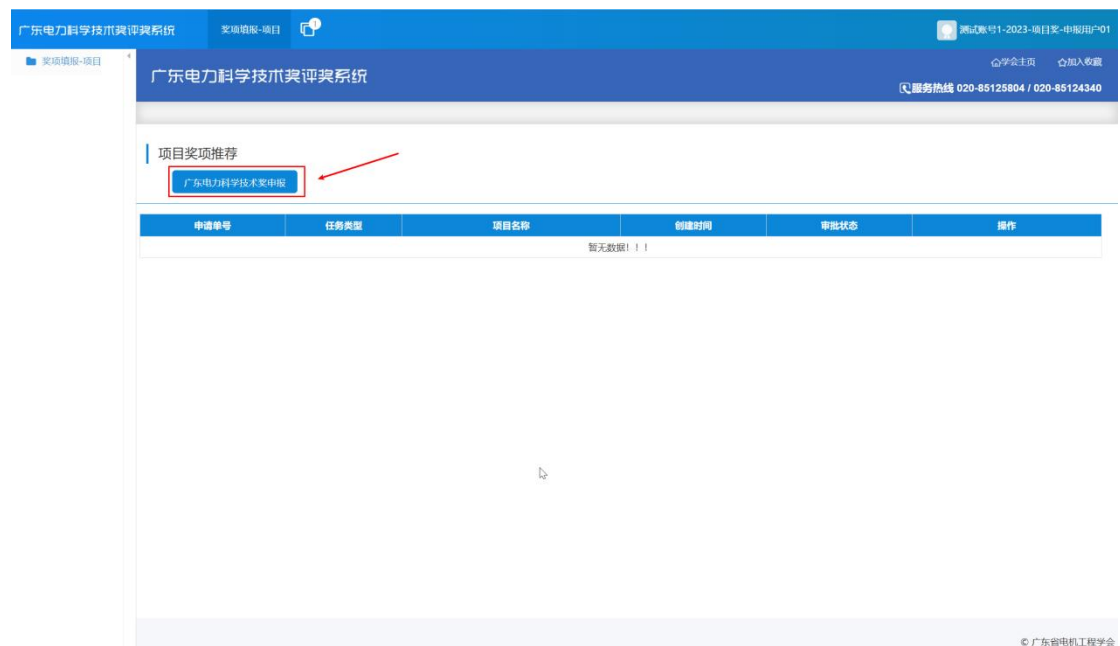 广东电力科学技术奖评奖系统 奖项填报-项目 1 测试账号1-2023-项目奖-申报用户01
奖项填报-项目
学会主页 加入收藏
广东电力科学技术奖评奖系统
服务热线 020-85125804 / 020-85124340
项目奖项推荐
广东电力科学技术奖申报
申请单号 任务类型 项目名称 创建时间 审批状态 操作
暂无数据！！！
© 广东省电机工程学会